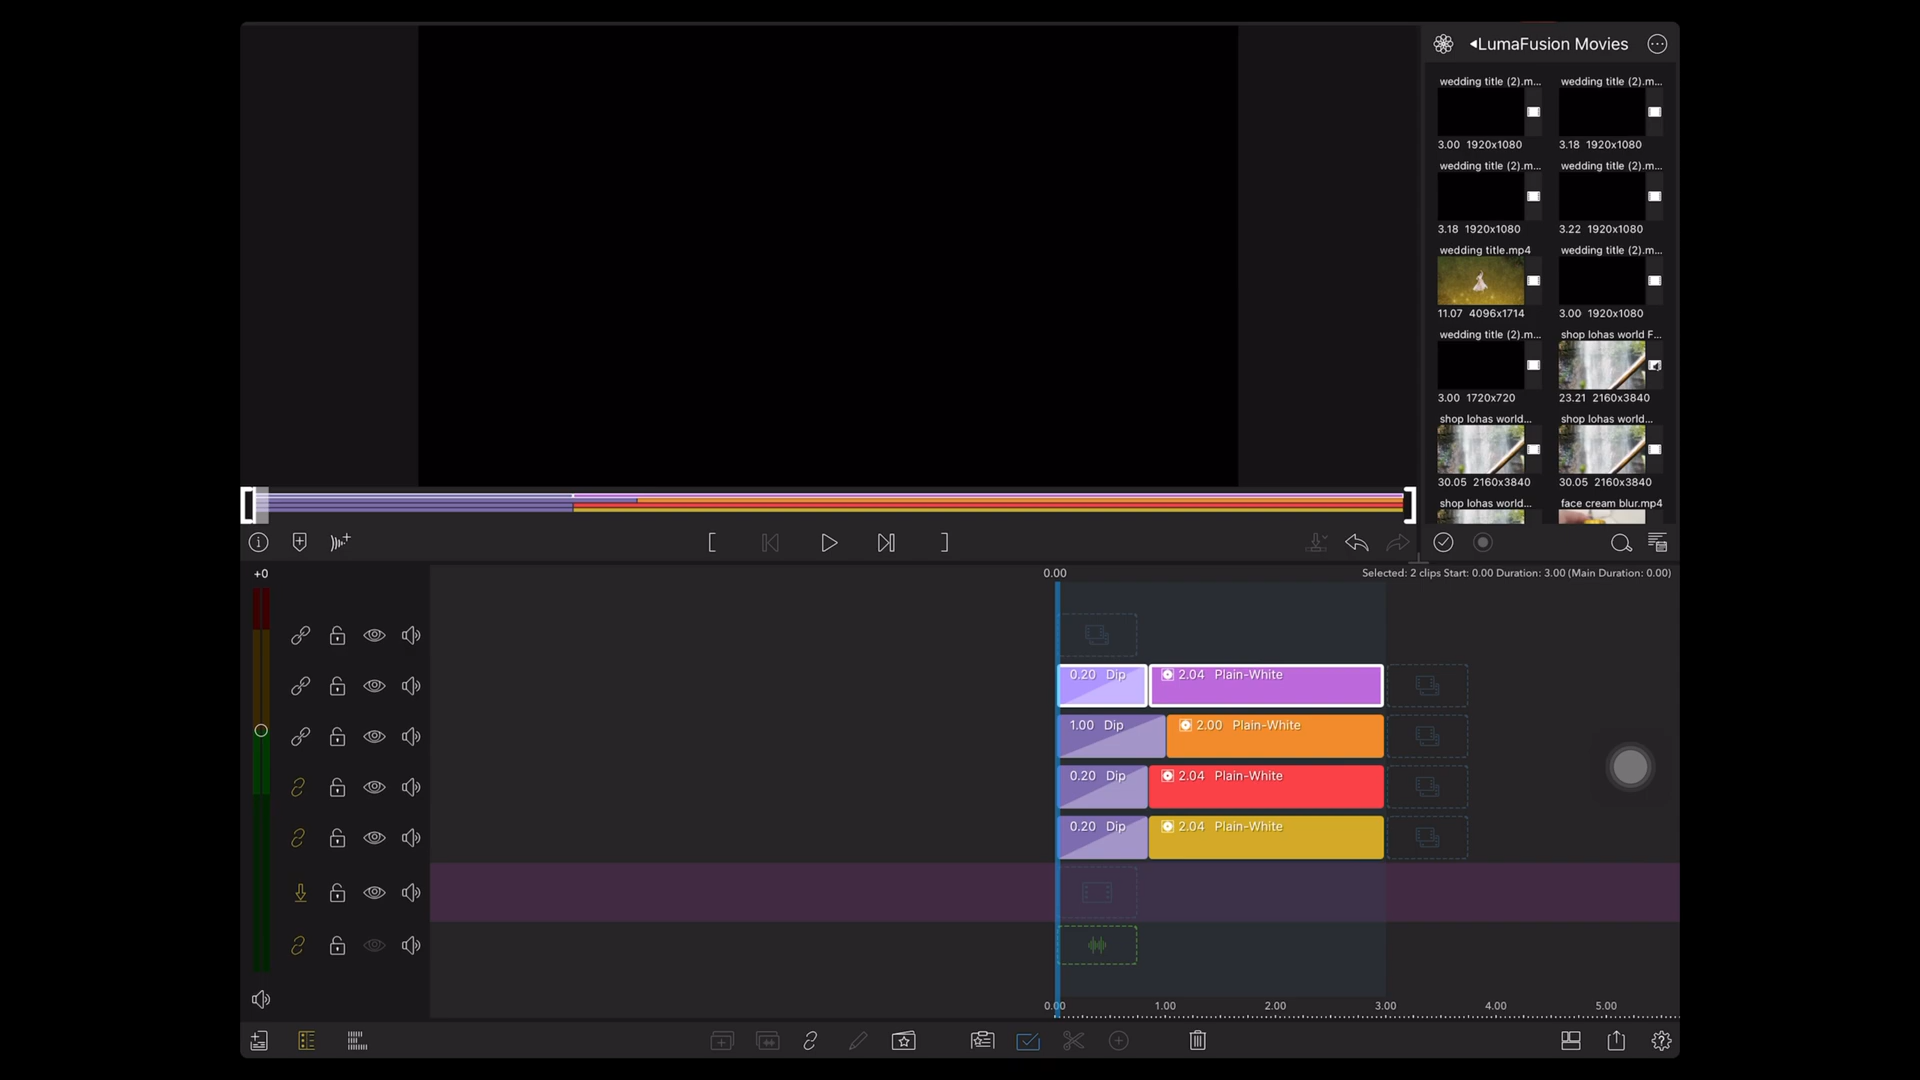 ◂LumaFusion Movies
wedding title (2).m...
wedding title (2).m...
3.00 1920x1080
3.18 1920x1080
wedding title (2).m...
wedding title (2).m...
3.18 1920x1080
3.22 1920x1080
wedding title.mp4
wedding title (2).m...
11.07 4096x1714
3.00 1920x1080
wedding title (2).m...
shop lohas world F...
3.00 1720x720
23.21 2160x3840
shop lohas world...
shop lohas world...
30.05 2160x3840
30.05 2160x3840
shop lohas world...
face cream blur.mp4
+0
0.00
Selected: 2 clips Start: 0.00 Duration: 3.00 (Main Duration: 0.00)
0.20 Dip
2.04 Plain-White
1.00 Dip
2.00 Plain-White
0.20 Dip
2.04 Plain-White
0.20 Dip
2.04 Plain-White
0.00 1.00 2.00 3.00 4.00 5.00